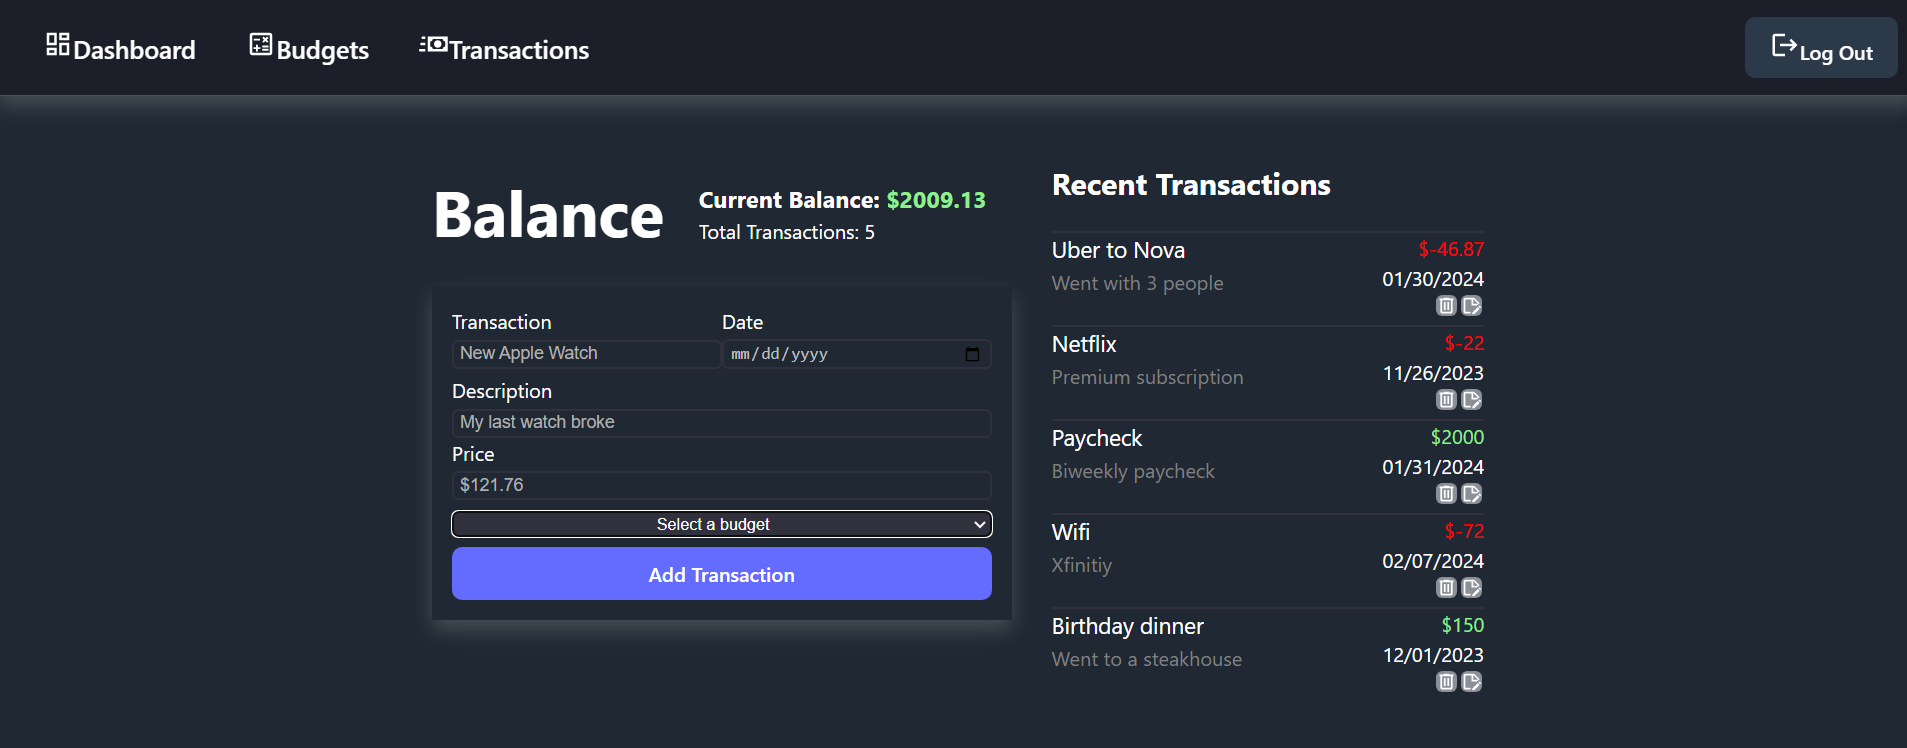 Dashboard Budgets Transactions Log Out
Balance
Current Balance: $2009.13
Total Transactions: 5
Transaction Date
New Apple Watch mm/dd/yyyy
Description
My last watch broke
Price
$121.76
Select a budget
Add Transaction
Recent Transactions
Uber to Nova $-46.87
Went with 3 people 01/30/2024
Netflix $-22
Premium subscription 11/26/2023
Paycheck $2000
Biweekly paycheck 01/31/2024
Wifi $-72
Xfinitiy 02/07/2024
Birthday dinner $150
Went to a steakhouse 12/01/2023